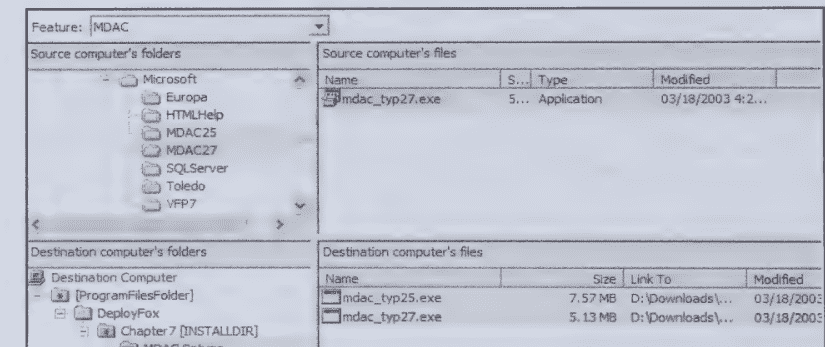 Feature: MDAC
Source computer's folders
Source computer's files
Microsoft
Europa
HTMLHelp
MDAC25
MDAC27
SQLServer
Toledo
VFP7
Name S... Type Modified
mdac_typ27.exe 5... Application 03/18/2003 4:2...
Destination computer's folders
Destination computer's files
Destination Computer
[ProgramFilesFolder]
DeployFox
Chapter7 [INSTALLDIR]
Name Size Link To Modified
mdac_typ25.exe 7.57 MB D:\Downloads\... 03/18/2003
mdac_typ27.exe 5.13 MB D:\Downloads\... 03/18/2003